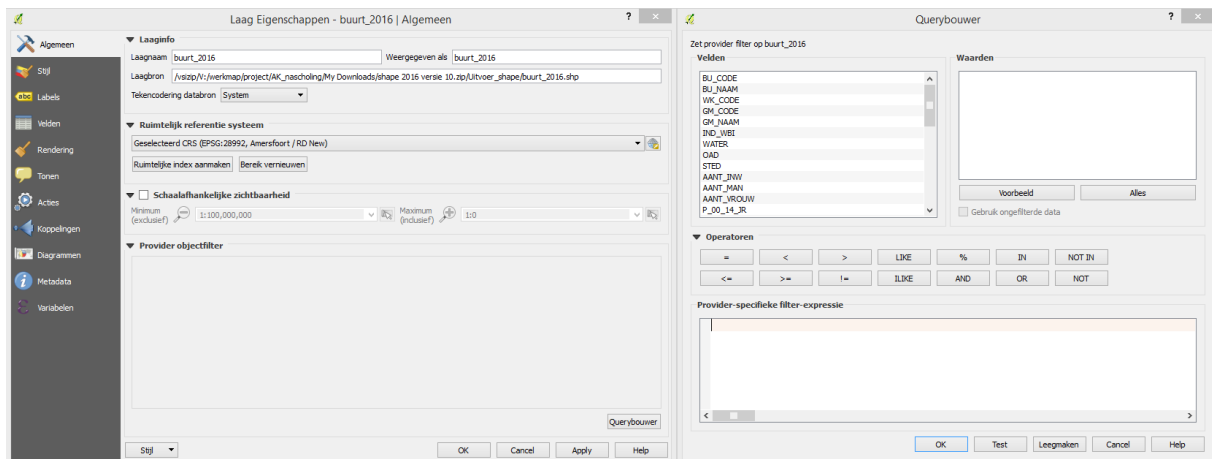 Laag Eigenschappen - buurt_2016 | Algemeen
Algemeen
Stijl
Labels
Velden
Rendering
Tonen
Acties
Koppelingen
Diagrammen
Metadata
Variabelen
Laaginfo
Laagnaam buurt_2016 Weergegeven als buurt_2016
Laagbron /vsizip/V:/werkmap/project/AK_nascholing/My Downloads/shape 2016 versie 10.zip/Uitvoer_shape/buurt_2016.shp
Tekencodering databron System
Ruimtelijk referentie systeem
Geselecteerd CRS (EPSG:28992, Amersfoort / RD New)
Ruimtelijke index aanmaken Bereik vernieuwen
Schaalafhankelijke zichtbaarheid
Minimum (exclusief) 1:100,000,000 Maximum (inclusief) 1:0
Provider objectfilter
Querybouwer
Stijl OK Cancel Apply Help
Querybouwer
Zet provider filter op buurt_2016
Velden
BU_CODE
BU_NAAM
WK_CODE
GM_CODE
GM_NAAM
IND_WBI
WATER
OAD
STED
AANT_INW
AANT_MAN
AANT_VROUW
P_00_14_JR
Waarden
Voorbeeld Alles
Gebruik ongefilterde data
Operatoren
= < > LIKE % IN NOT IN
<= >= != ILIKE AND OR NOT
Provider-specifieke filter-expressie
OK Test Leegmaken Cancel Help